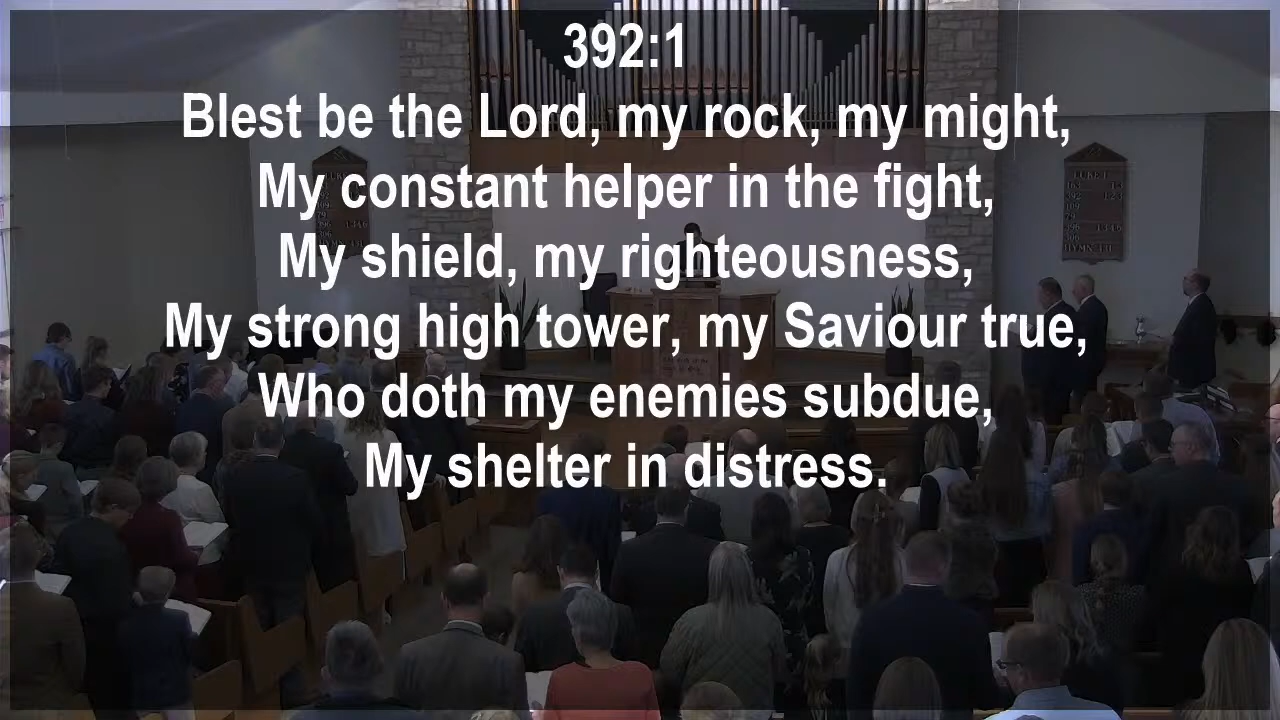 392:1
Blest be the Lord, my rock, my might,
My constant helper in the fight,
My shield, my righteousness,
My strong high tower, my Saviour true,
Who doth my enemies subdue,
My shelter in distress.